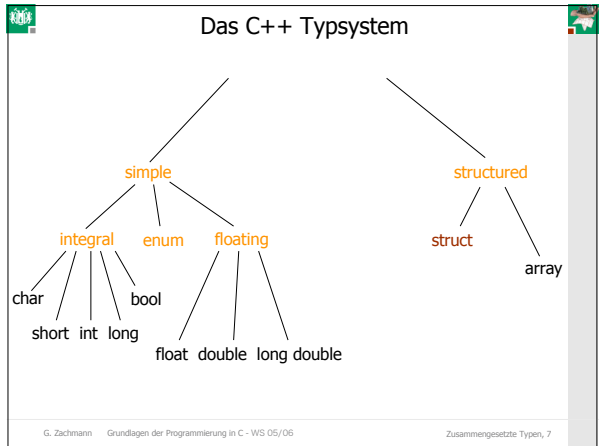 Das C++ Typsystem
simple structured
integral enum floating struct
array
char bool
short int long
float double long double
G. Zachmann Grundlagen der Programmierung in C - WS 05/06 Zusammengesetzte Typen, 7